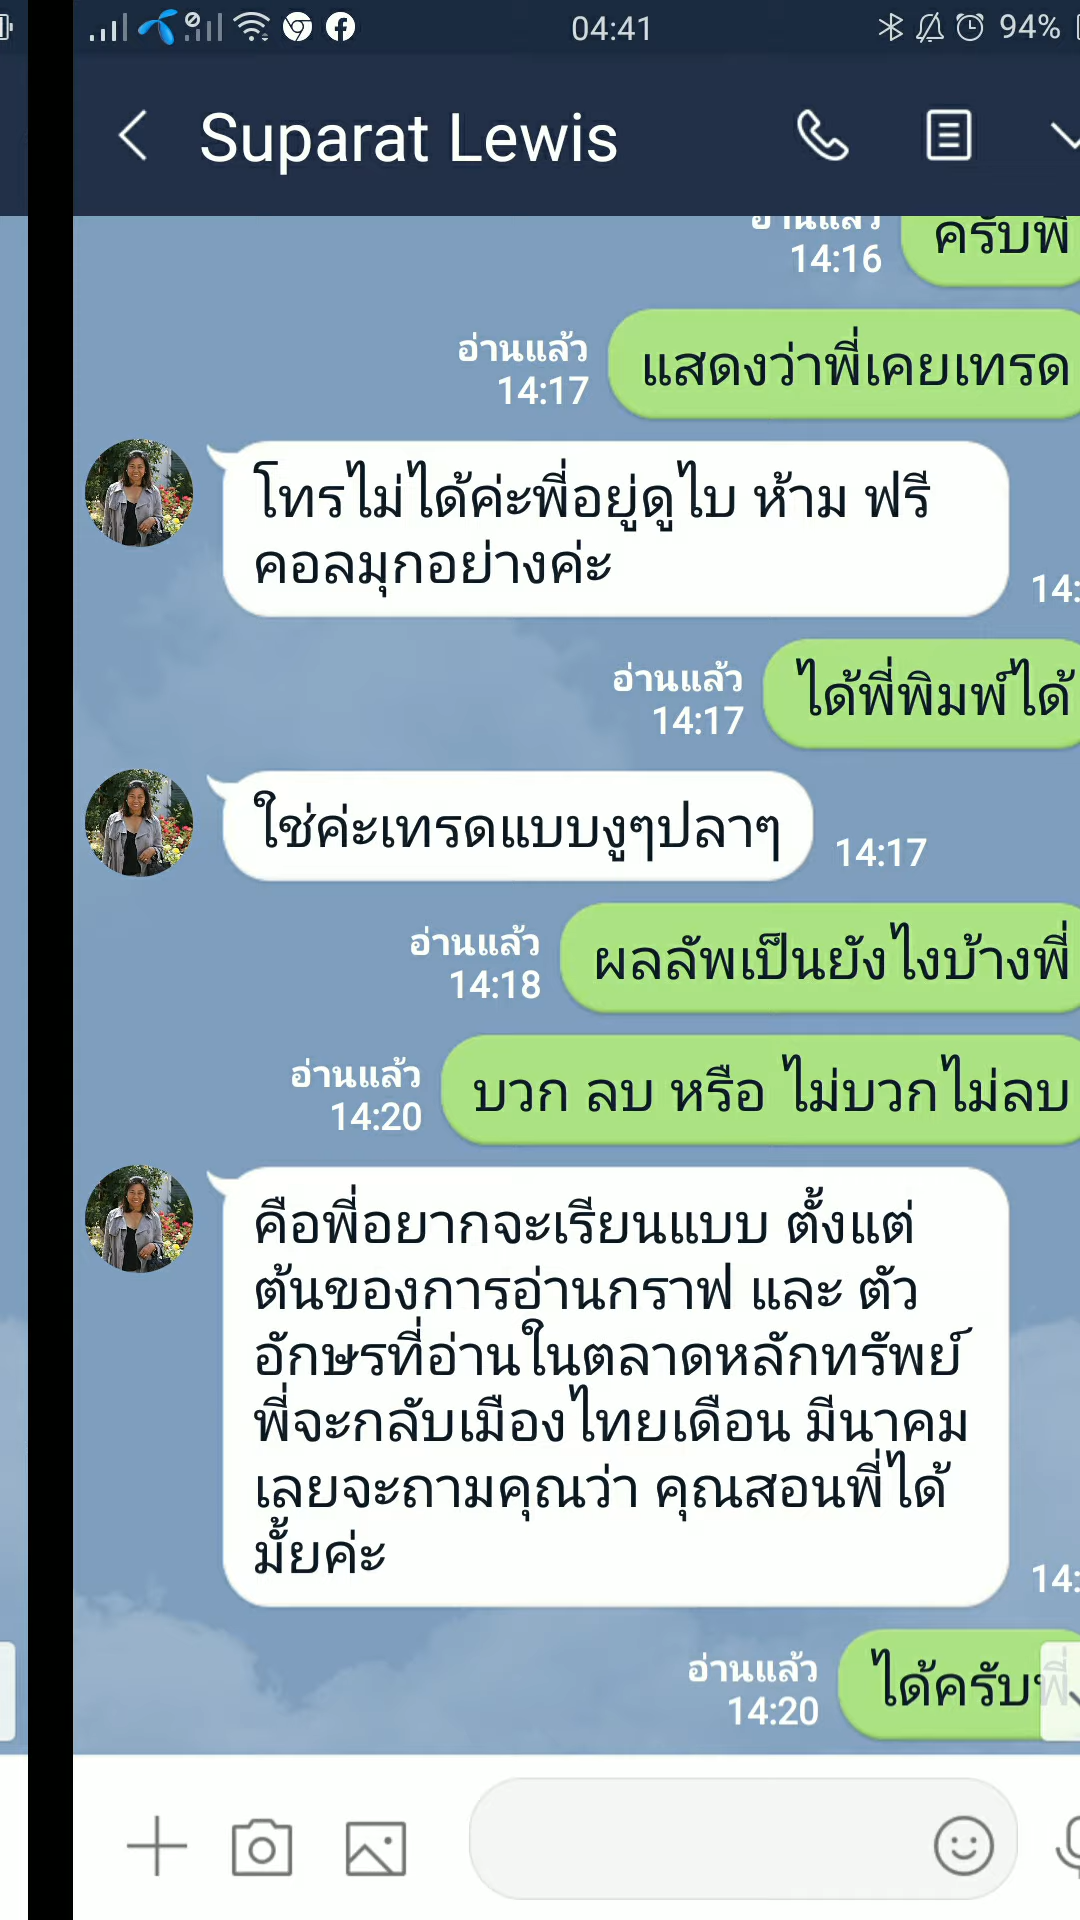 04:41
94%
Suparat Lewis
อ่านแล้ว
14:16
ครับพี่
อ่านแล้ว
14:17
แสดงว่าพี่เคยเทรด
โทรไม่ได้ค่ะพี่อยู่ดูไบ ห้าม ฟรี
คอลมุกอย่างค่ะ
14:
อ่านแล้ว
14:17
ได้พี่พิมพ์ได้
ใช่ค่ะเทรดแบบงูๆปลาๆ
14:17
อ่านแล้ว
14:18
ผลลัพเป็นยังไงบ้างพี่
อ่านแล้ว
14:20
บวก ลบ หรือ ไม่บวกไม่ลบ
คือพี่อยากจะเรียนแบบ ตั้งแต่
ต้นของการอ่านกราฟ และ ตัว
อักษรที่อ่านในตลาดหลักทรัพย์
พี่จะกลับเมืองไทยเดือน มีนาคม
เลยจะถามคุณว่า คุณสอนพี่ได้
มั้ยค่ะ
14:
อ่านแล้ว
14:20
ได้ครับพี่